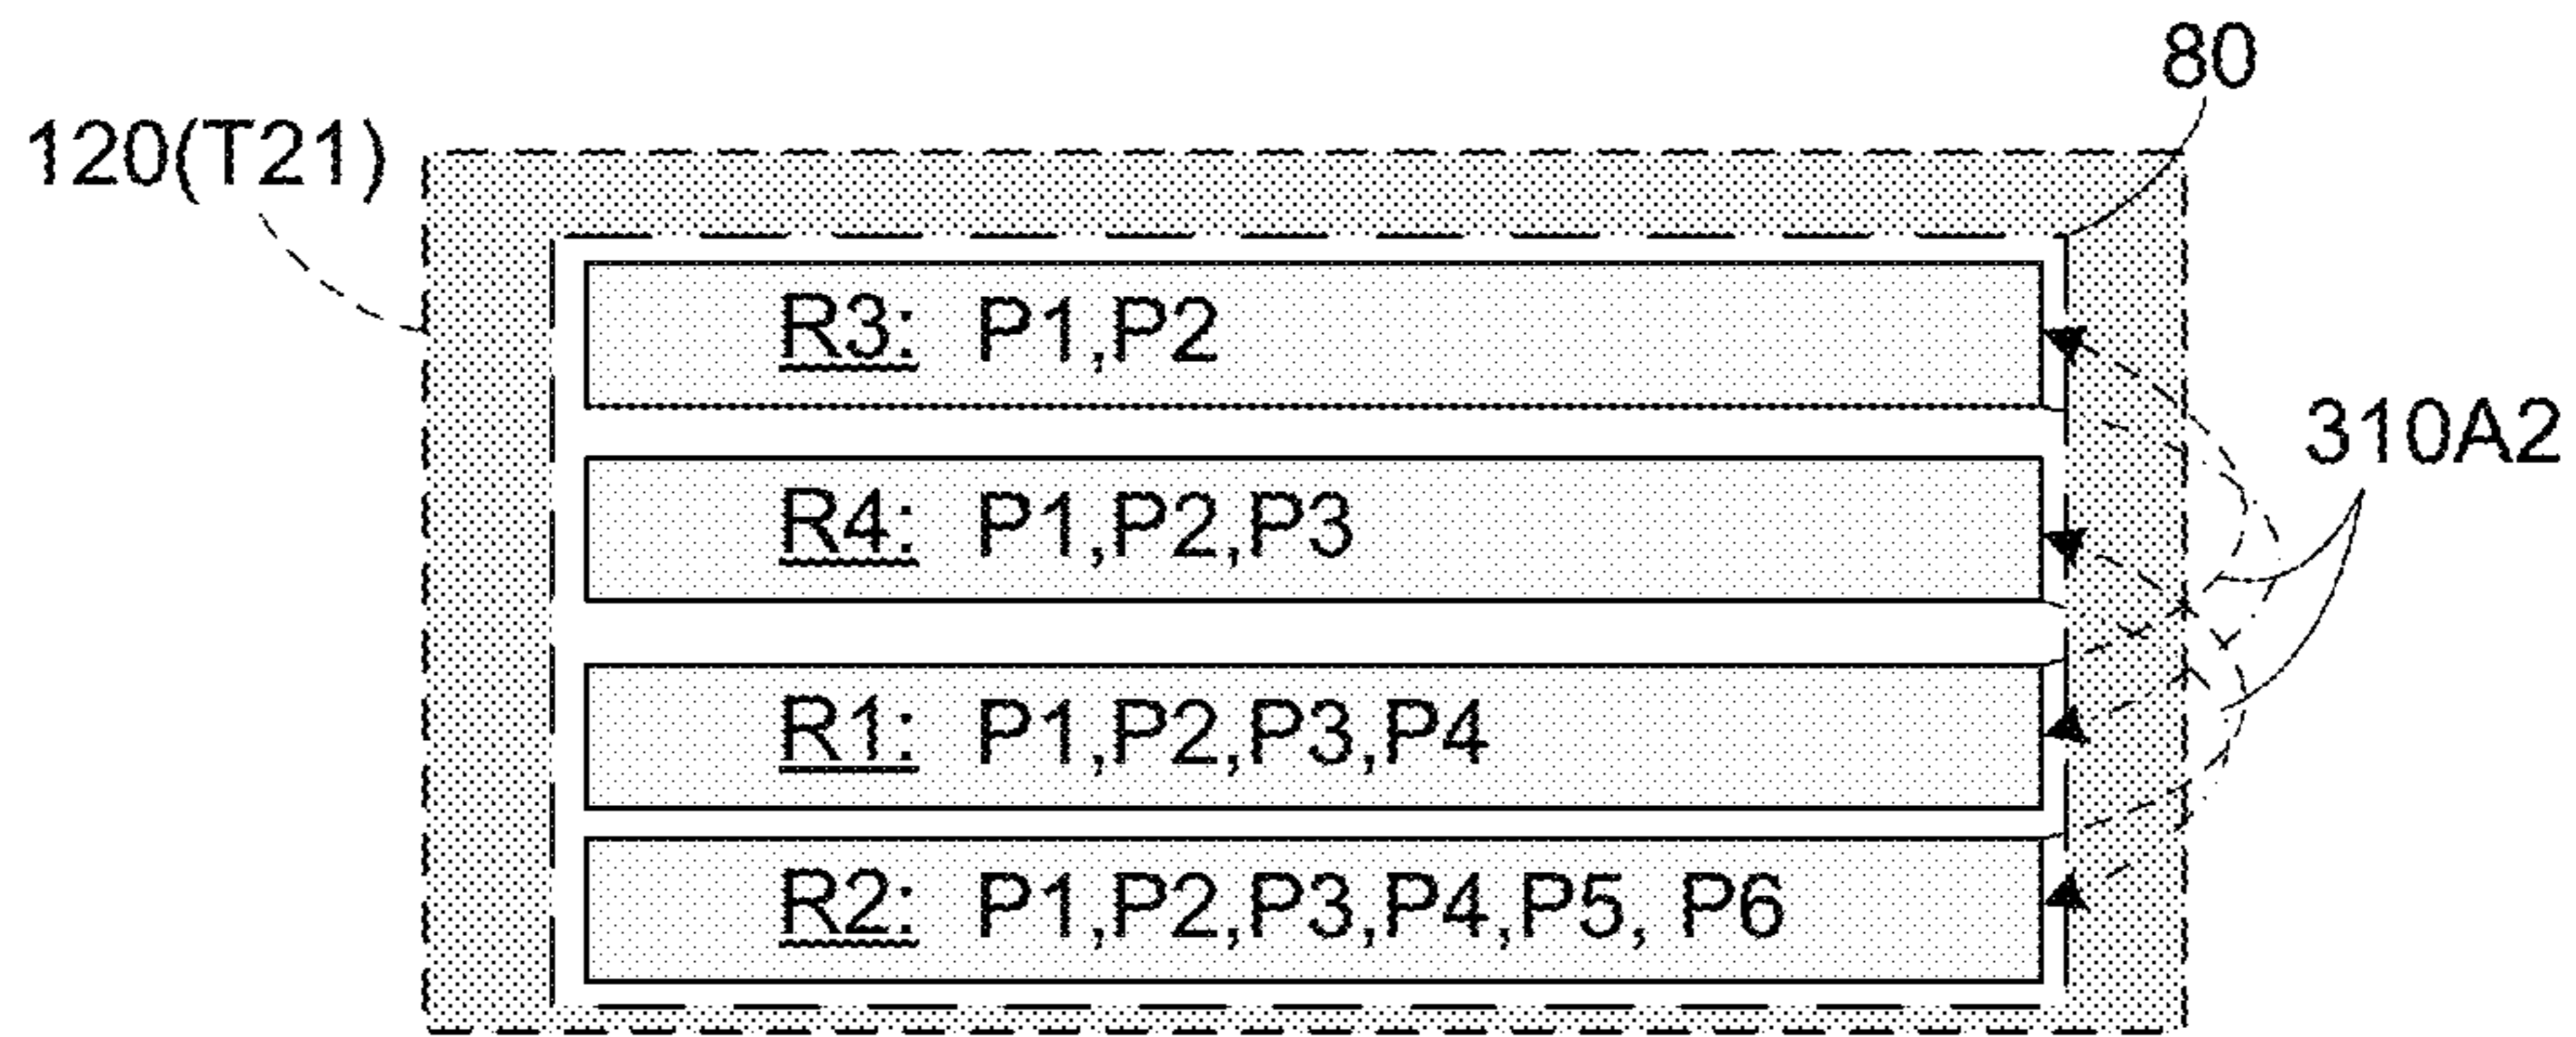 80
120(T21)
R3: P1,P2
310A2
R4: P1,P2,P3
R1: P1,P2,P3,P4
R2: P1,P2,P3,P4,P5, P6